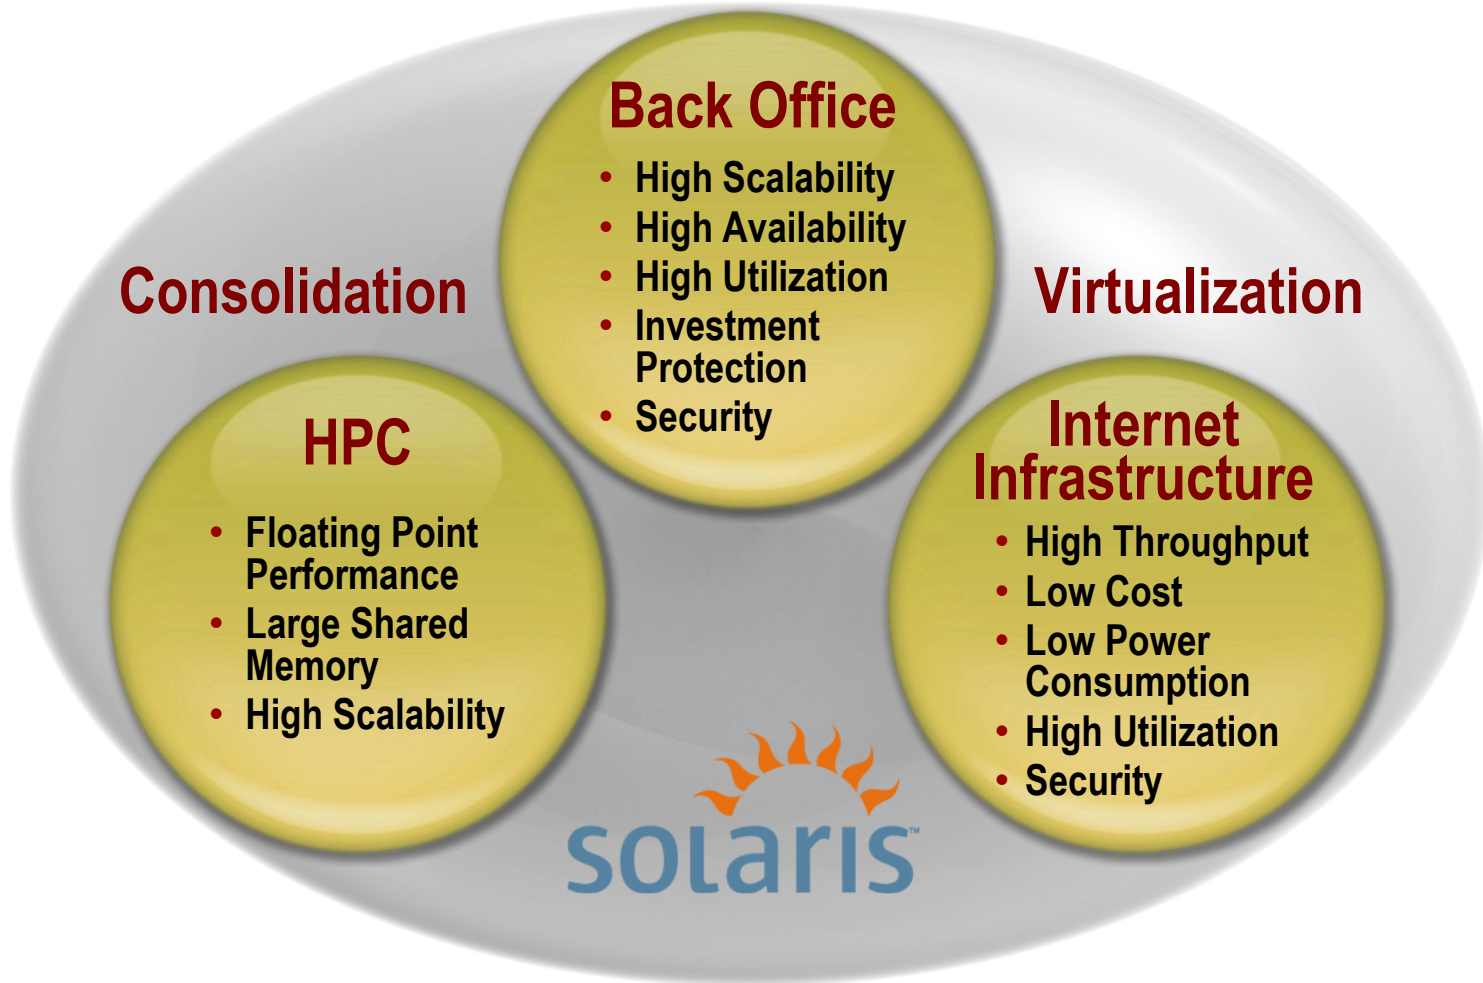 Back Office
• High Scalability
• High Availability
• High Utilization
• Investment
Protection
• Security
Consolidation
Virtualization
HPC
• Floating Point
Performance
• Large Shared
Memory
• High Scalability
Internet
Infrastructure
• High Throughput
• Low Cost
• Low Power
Consumption
• High Utilization
• Security
solaris™